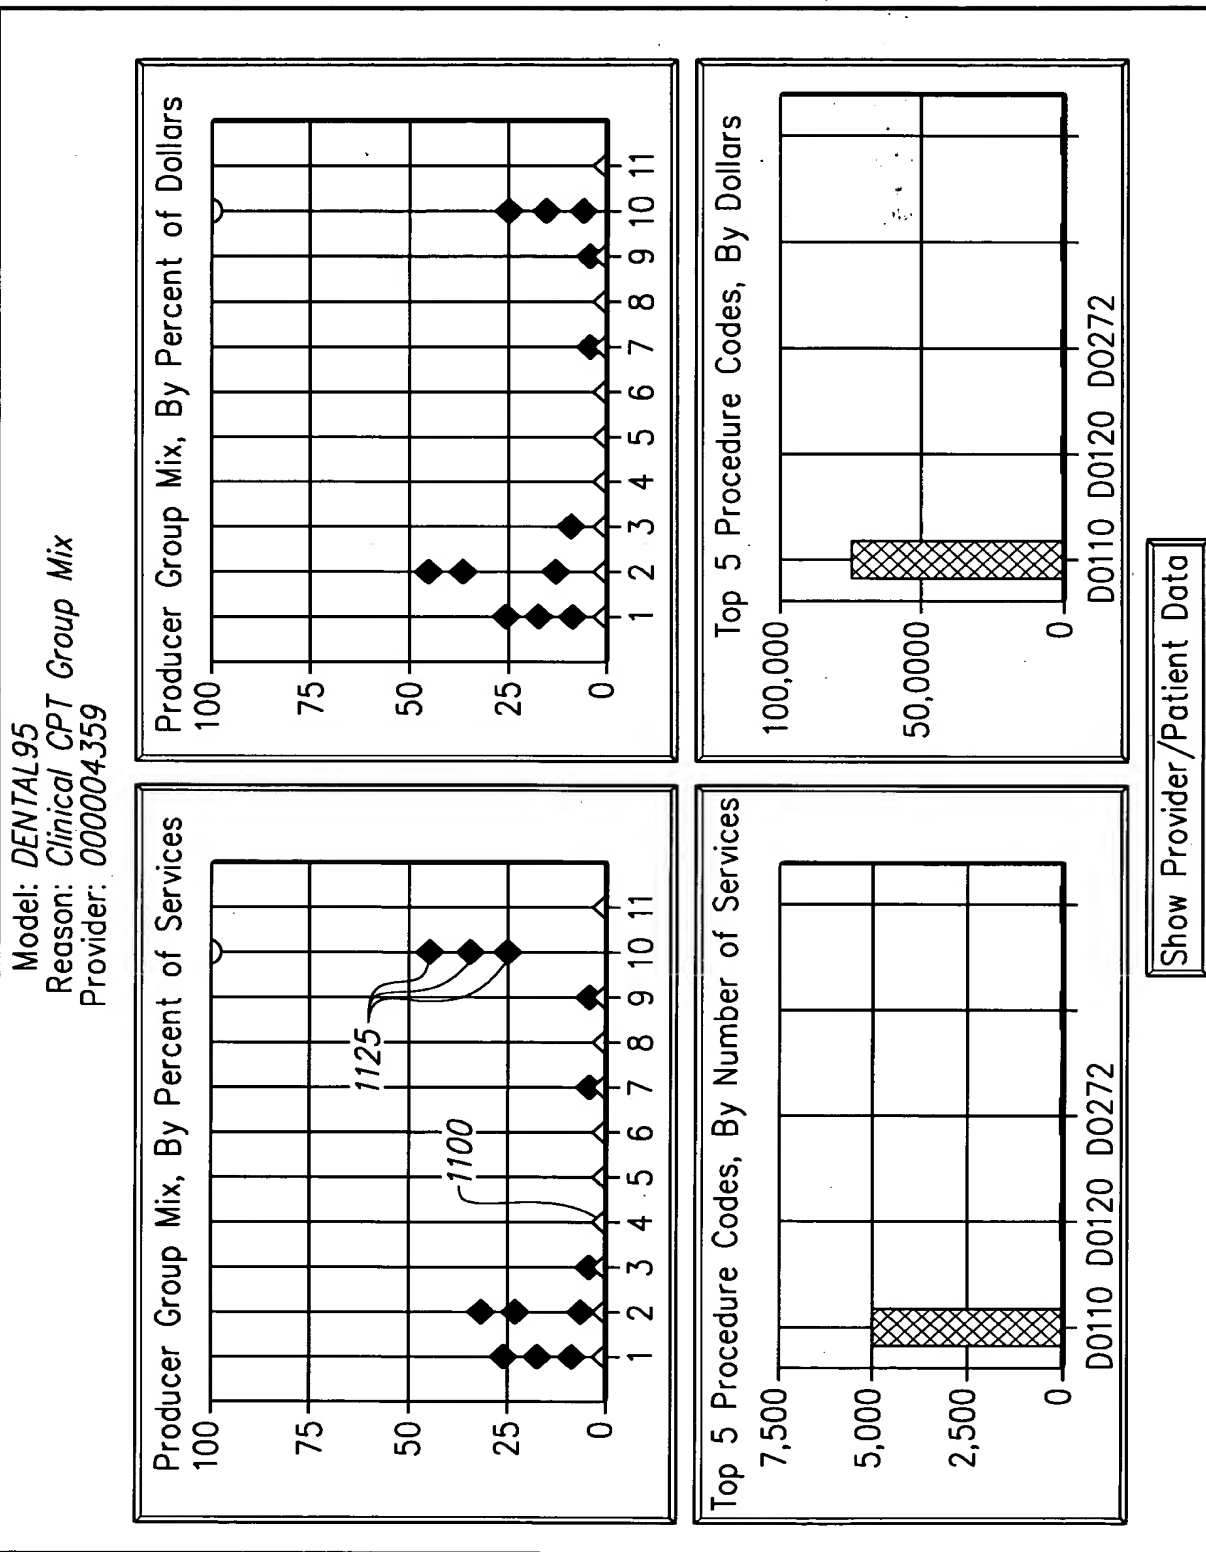 Model: DENTAL95
Reason: Clinical CPT Group Mix
Provider: 000004359
Producer Group Mix, By Percent of Services
100
75
50
25
0
1 2 3 4 5 6 7 8 9 10 11
1100
1125
Producer Group Mix, By Percent of Dollars
100
75
50
25
0
1 2 3 4 5 6 7 8 9 10 11
Top 5 Procedure Codes, By Number of Services
7,500
5,000
2,500
0
D0110 D0120 DO272
Top 5 Procedure Codes, By Dollars
100,000
50,0000
0
D0110 D0120 DO272
Show Provider/Patient Data